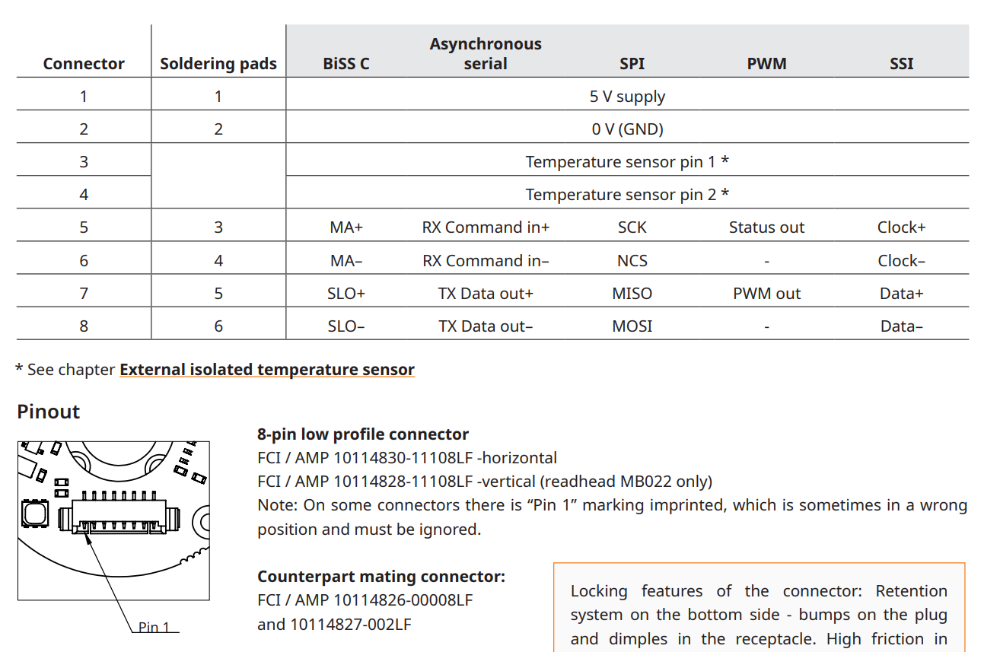 Asynchronous
Connector Soldering pads BiSS C serial SPI PWM SSI
1 1 5 V supply
2 2 0 V (GND)
3 Temperature sensor pin 1 *
4 Temperature sensor pin 2 *
5 3 MA+ RX Command in+ SCK Status out Clock+
6 4 MA– RX Command in– NCS - Clock–
7 5 SLO+ TX Data out+ MISO PWM out Data+
8 6 SLO– TX Data out– MOSI - Data–
* See chapter External isolated temperature sensor
Pinout
8-pin low profile connector
FCI / AMP 10114830-11108LF -horizontal
FCI / AMP 10114828-11108LF -vertical (readhead MB022 only)
Note: On some connectors there is “Pin 1” marking imprinted, which is sometimes in a wrong
position and must be ignored.
Counterpart mating connector:
FCI / AMP 10114826-00008LF
and 10114827-002LF
Pin 1
Locking features of the connector: Retention
system on the bottom side - bumps on the plug
and dimples in the receptacle. High friction in